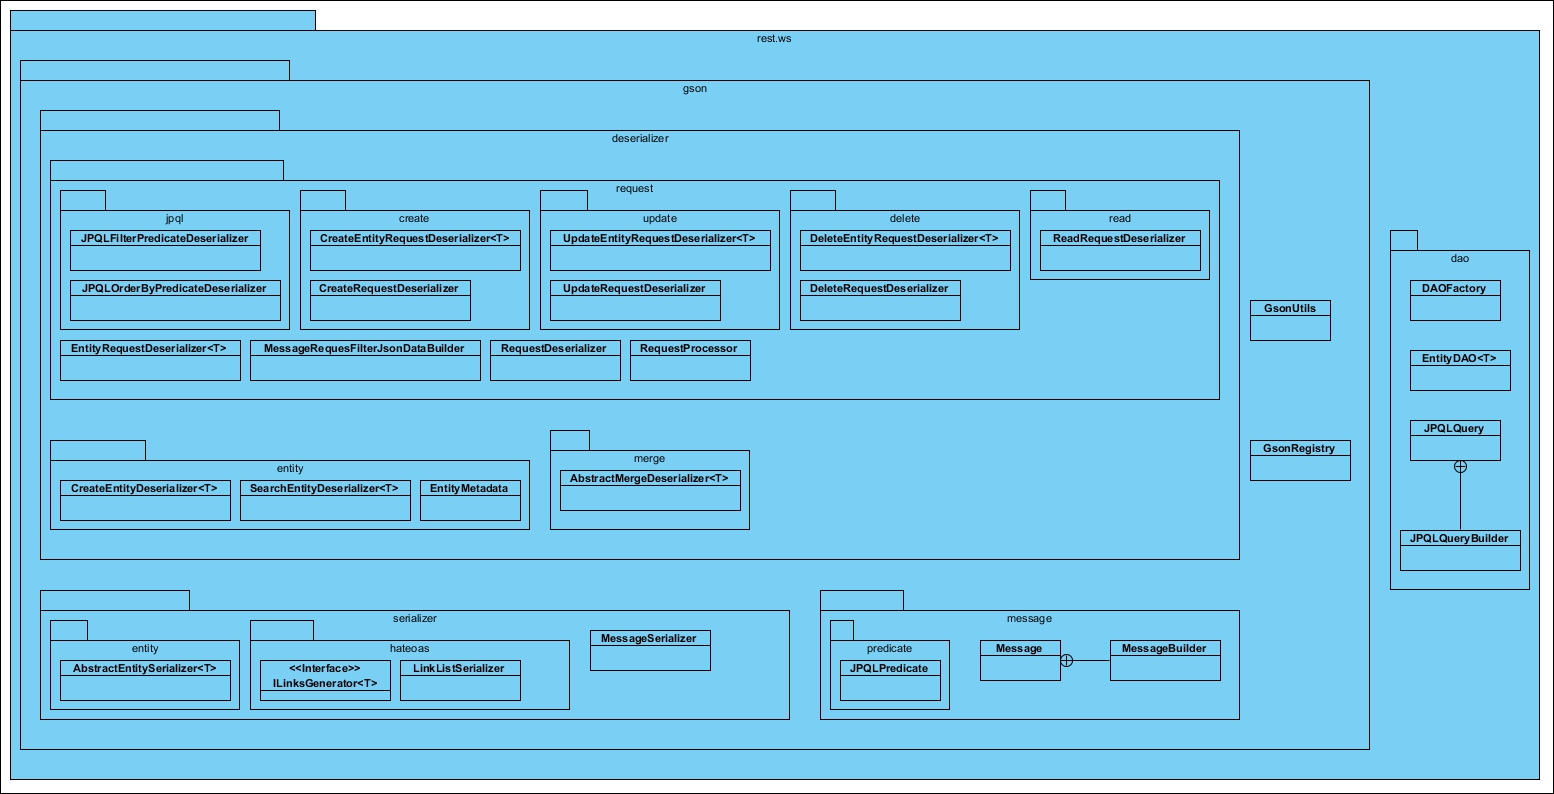 rest.ws
gson
deserializer
request
jpql
JPQLFilterPredicateDeserializer
JPQLOrderByPredicateDeserializer
create
CreateEntityRequestDeserializer<T>
CreateRequestDeserializer
update
UpdateEntityRequestDeserializer<T>
UpdateRequestDeserializer
delete
DeleteEntityRequestDeserializer<T>
DeleteRequestDeserializer
read
ReadRequestDeserializer
EntityRequestDeserializer<T>
MessageRequesFilterJsonDataBuilder
RequestDeserializer
RequestProcessor
entity
CreateEntityDeserializer<T>
SearchEntityDeserializer<T>
EntityMetadata
merge
AbstractMergeDeserializer<T>
GsonUtils
GsonRegistry
serializer
entity
AbstractEntitySerializer<T>
hateoas
<<Interface>>
ILinksGenerator<T>
LinkListSerializer
MessageSerializer
message
predicate
JPQLPredicate
Message
MessageBuilder
dao
DAOFactory
EntityDAO<T>
JPQLQuery
JPQLQueryBuilder